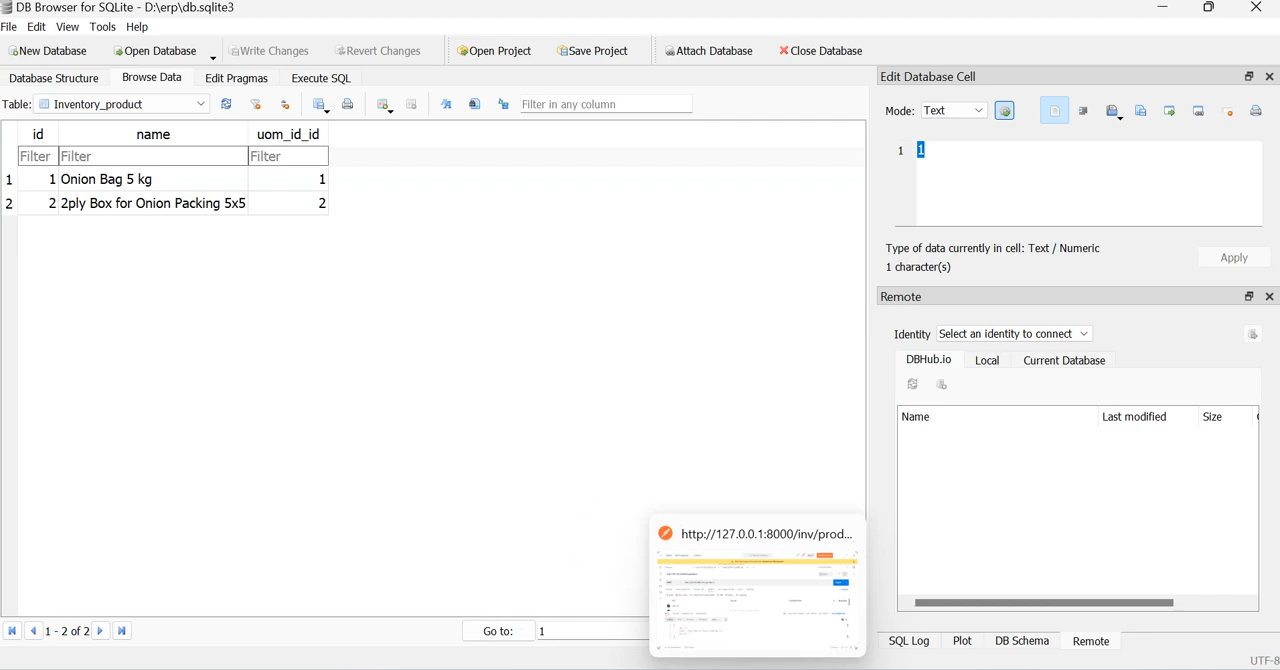 DB Browser for SQLite - D:\erp\db.sqlite3
File Edit View Tools Help
New Database Open Database Write Changes Revert Changes Open Project Save Project Attach Database Close Database
Database Structure Browse Data Edit Pragmas Execute SQL
Table: Inventory_product Filter in any column
id name uom_id_id
Filter Filter Filter
1 1 Onion Bag 5 kg 1
2 2 2ply Box for Onion Packing 5x5 2
1 - 2 of 2 Go to: 1
http://127.0.0.1:8000/inv/prod...
Edit Database Cell
Mode: Text
1 1
Type of data currently in cell: Text / Numeric
1 character(s)
Apply
Remote
Identity Select an identity to connect
DBHub.io Local Current Database
Name Last modified Size
SQL Log Plot DB Schema Remote
UTF-8